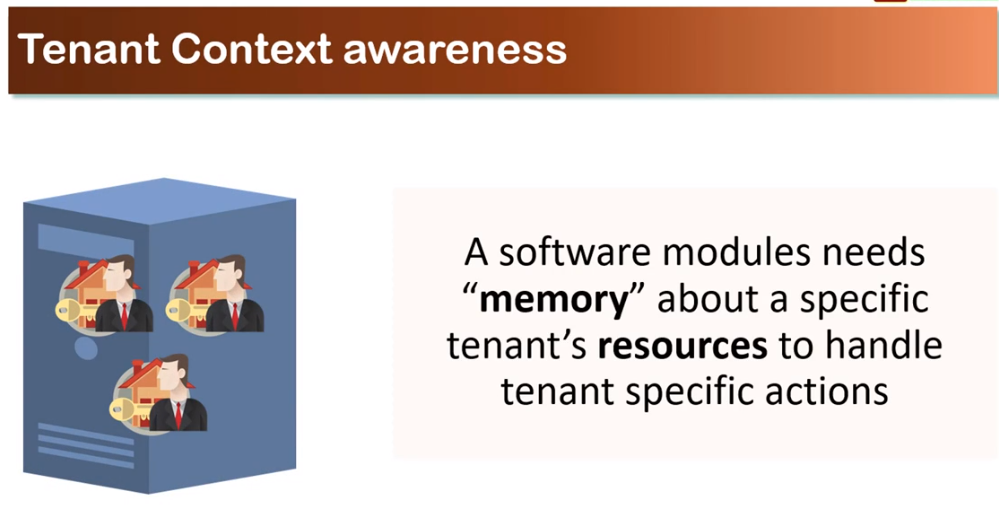 Tenant Context awareness
A software modules needs
“memory” about a specific
tenant’s resources to handle
tenant specific actions